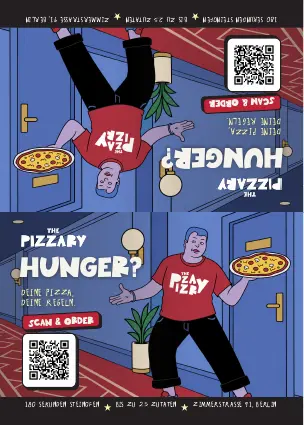 180 SEKUNDEN STEINOFEN ★ BIS ZU 25 ZUTATEN ★ ZIMMERSTRASSE 91, BERLIN
SCAN & ORDER
DEINE PIZZA,
DEINE REGELN.
HUNGER?
THE
PIZZARY
THE
PIZZARY
THE
PIZZARY
HUNGER?
DEINE PIZZA,
DEINE REGELN.
SCAN & ORDER
THE
PIZZARY
180 SEKUNDEN STEINOFEN ★ BIS ZU 25 ZUTATEN ★ ZIMMERSTRASSE 91, BERLIN